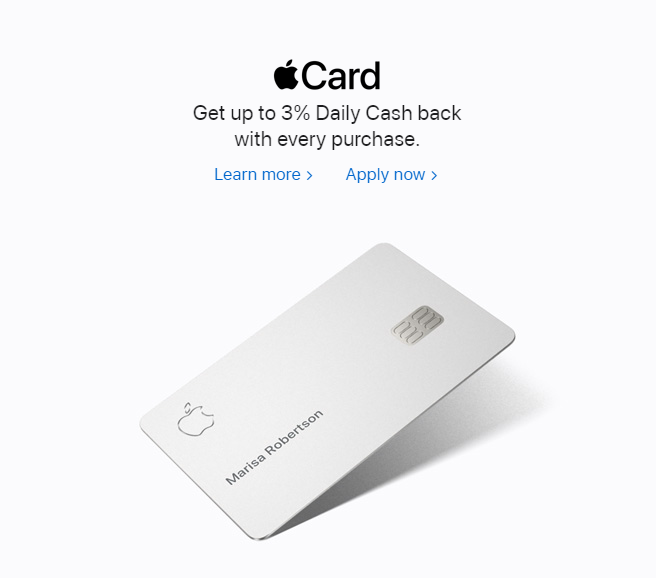 Card
Get up to 3% Daily Cash back
with every purchase.
Learn more >
Apply now >
Marisa Robertson